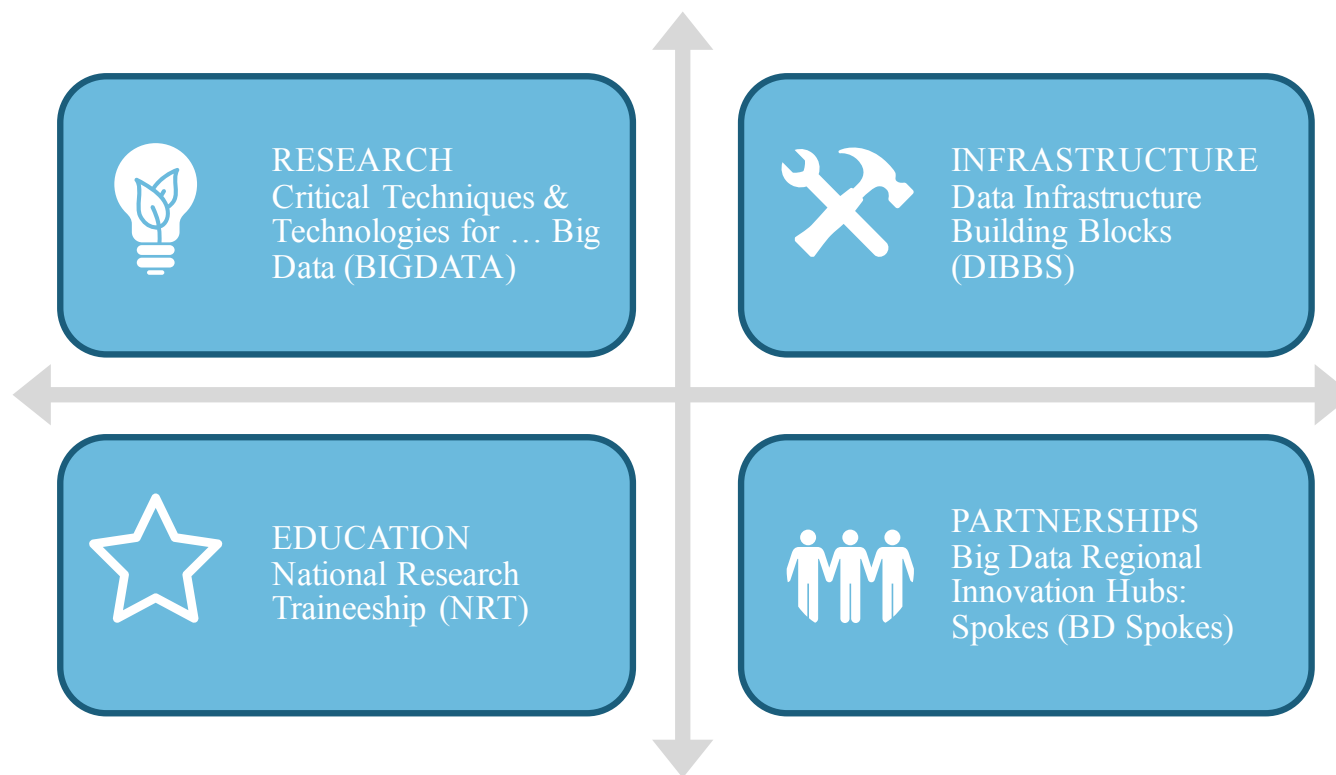 RESEARCH
Critical Techniques &
Technologies for … Big
Data (BIGDATA)
INFRASTRUCTURE
Data Infrastructure
Building Blocks
(DIBBS)
EDUCATION
National Research
Traineeship (NRT)
PARTNERSHIPS
Big Data Regional
Innovation Hubs:
Spokes (BD Spokes)